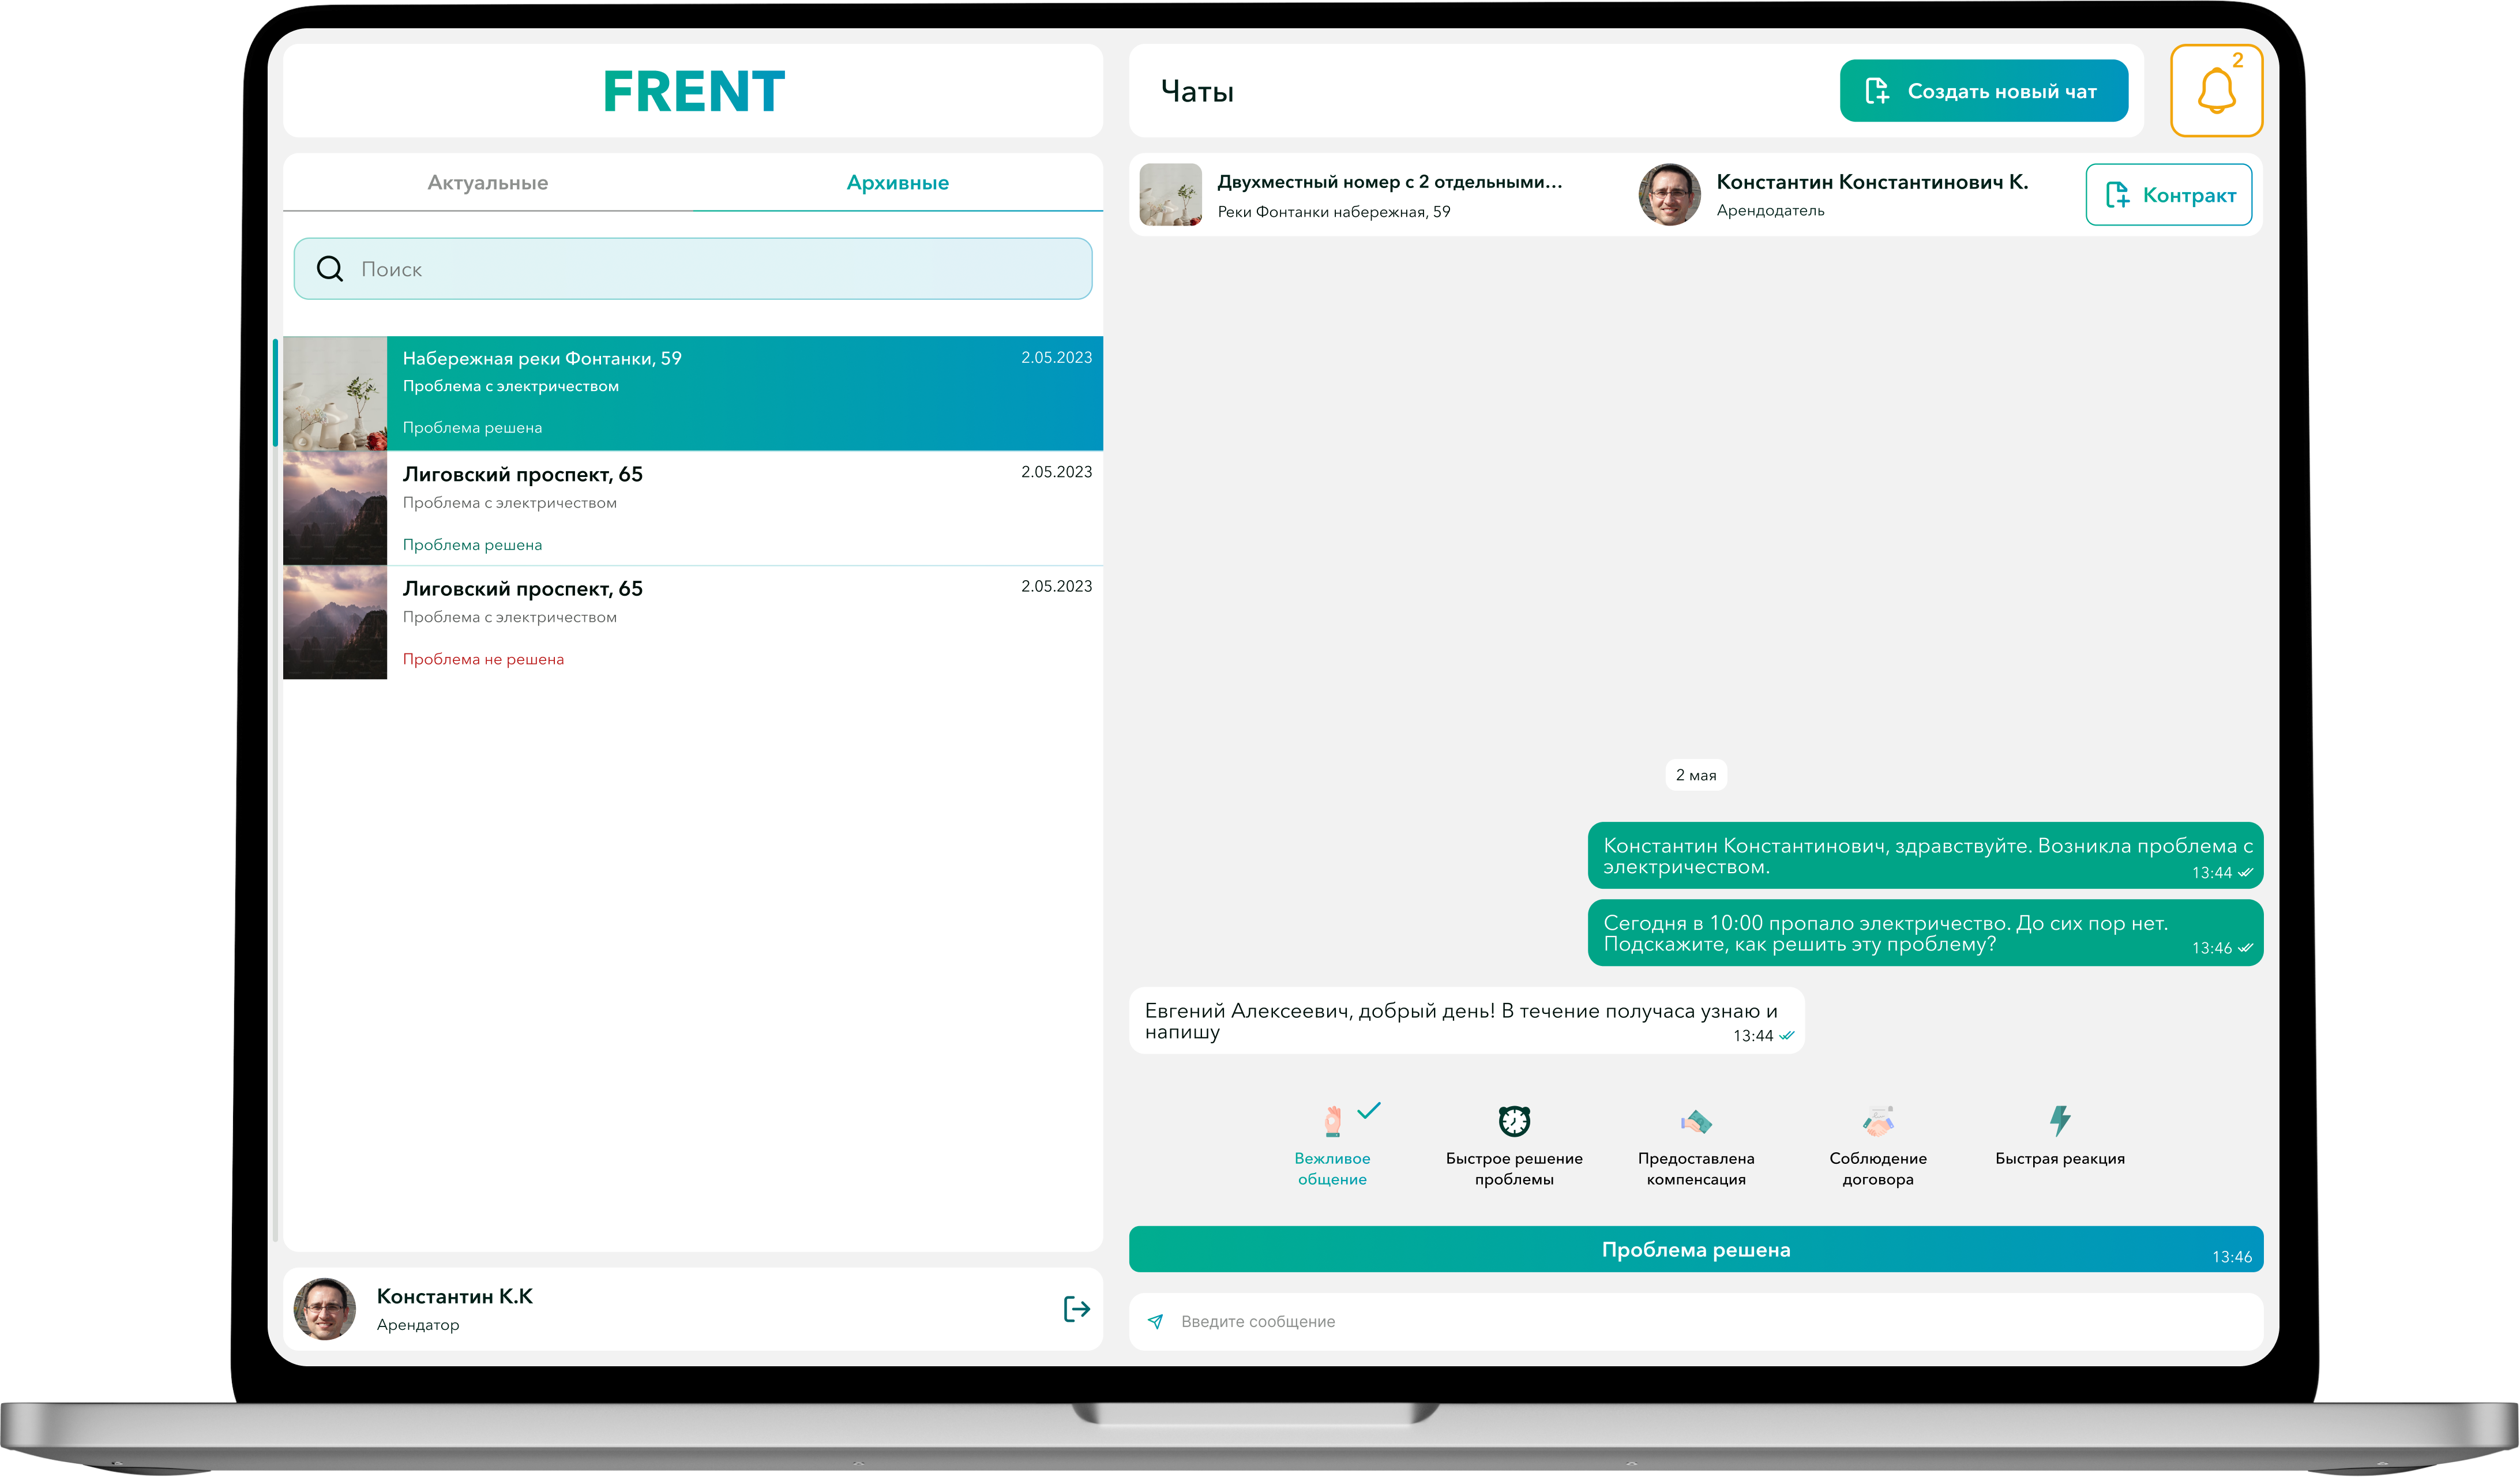 FRENT
Чаты
Создать новый чат
2
Актуальные
Архивные
Поиск
Набережная реки Фонтанки, 59
2.05.2023
Проблема с электричеством
Проблема решена
Лиговский проспект, 65
2.05.2023
Проблема с электричеством
Проблема решена
Лиговский проспект, 65
2.05.2023
Проблема с электричеством
Проблема не решена
Константин К.К
Арендатор
Двухместный номер с 2 отдельными...
Реки Фонтанки набережная, 59
Константин Константинович К.
Арендодатель
Контракт
2 мая
Константин Константинович, здравствуйте. Возникла проблема с
электричеством.
13:44
Сегодня в 10:00 пропало электричество. До сих пор нет.
Подскажите, как решить эту проблему?
13:46
Евгений Алексеевич, добрый день! В течение получаса узнаю и
напишу
13:44
Вежливое
общение
Быстрое решение
проблемы
Предоставлена
компенсация
Соблюдение
договора
Быстрая реакция
Проблема решена
13:46
Введите сообщение